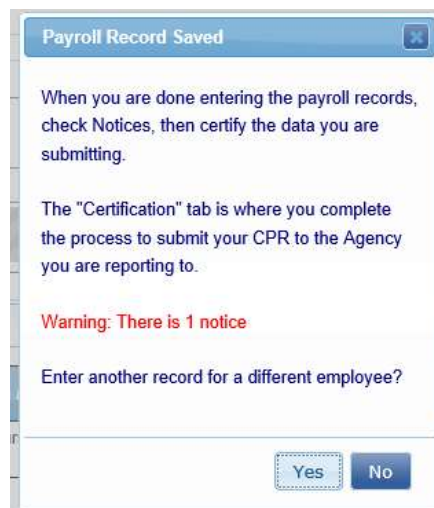 Payroll Record Saved
When you are done entering the payroll records,
check Notices, then certify the data you are
submitting.
The "Certification" tab is where you complete
the process to submit your CPR to the Agency
you are reporting to.
Warning: There is 1 notice
Enter another record for a different employee?
Yes No